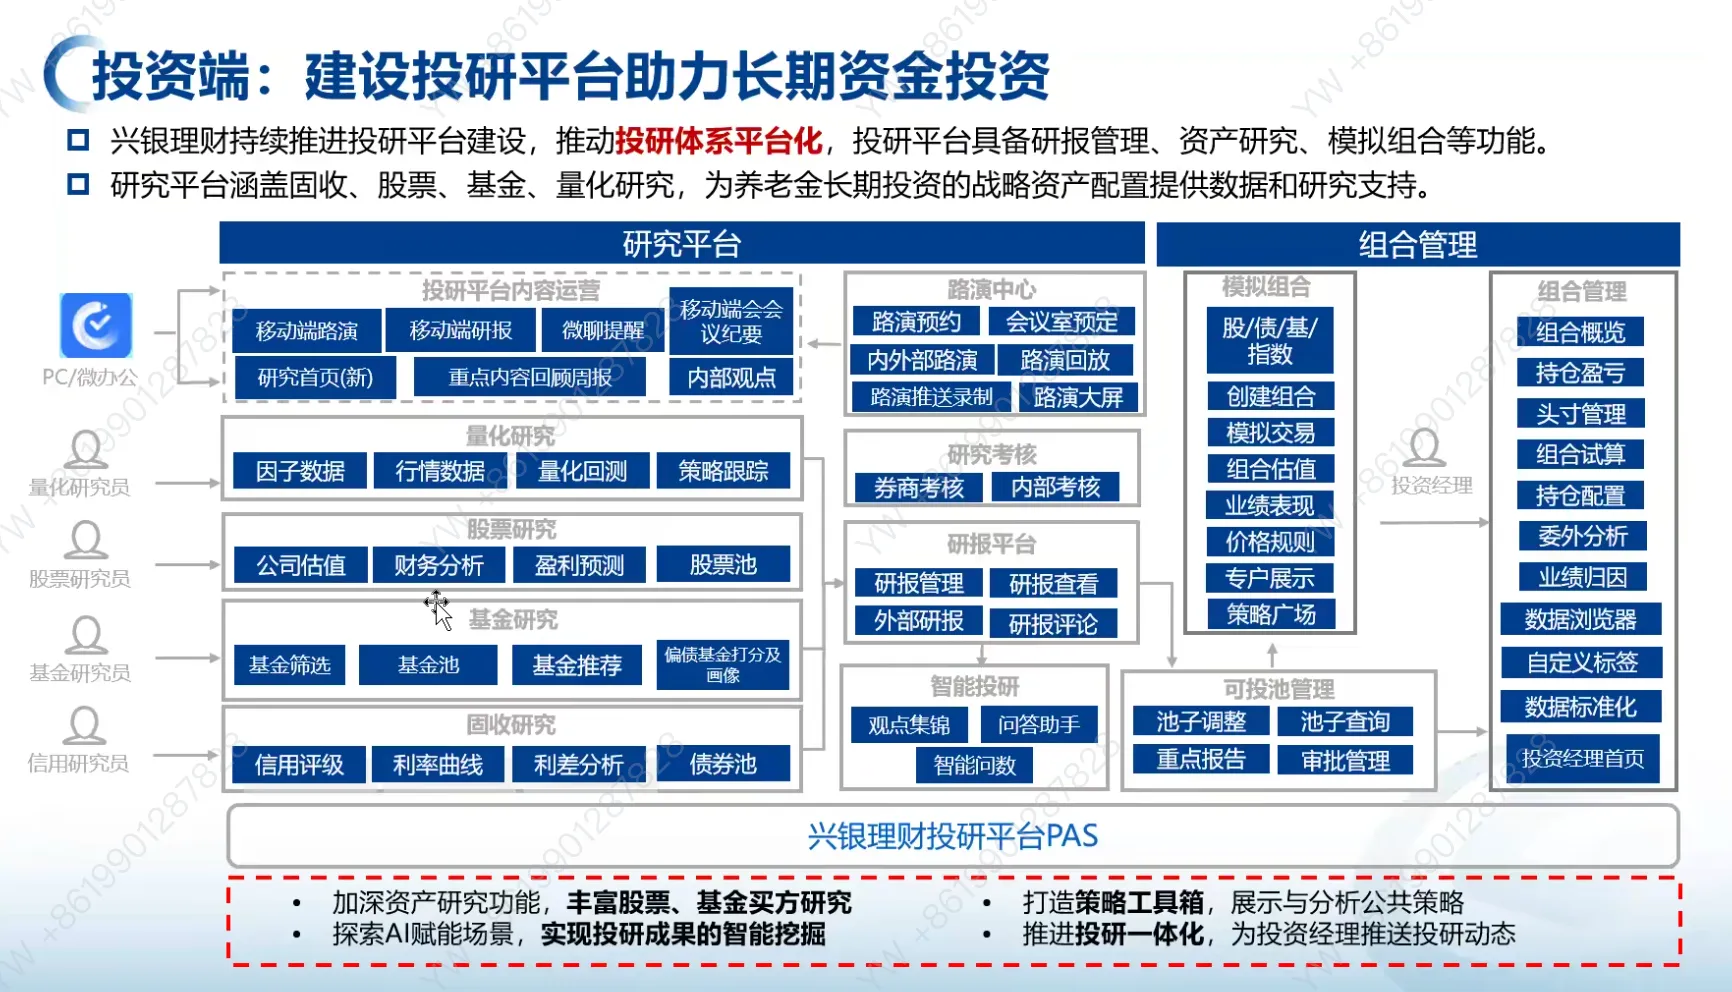 投资端：建设投研平台助力长期资金投资
兴银理财持续推进投研平台建设，推动投研体系平台化，投研平台具备研报管理、资产研究、模拟组合等功能。
研究平台涵盖固收、股票、基金、量化研究，为养老金长期投资的战略资产配置提供数据和研究支持。
研究平台
组合管理
PC/微办公
量化研究员
股票研究员
基金研究员
信用研究员
投研平台内容运营
移动端路演
移动端研报
微聊提醒
移动端会会
议纪要
研究首页(新)
重点内容回顾周报
内部观点
量化研究
因子数据
行情数据
量化回测
策略跟踪
股票研究
公司估值
财务分析
盈利预测
股票池
基金研究
基金筛选
基金池
基金推荐
偏债基金打分及
画像
固收研究
信用评级
利率曲线
利差分析
债券池
路演中心
路演预约
会议室预定
内外部路演
路演回放
路演推送录制
路演大屏
研究考核
券商考核
内部考核
研报平台
研报管理
研报查看
外部研报
研报评论
智能投研
观点集锦
问答助手
智能问数
可投池管理
池子调整
池子查询
重点报告
审批管理
模拟组合
股/债/基/
指数
创建组合
模拟交易
组合估值
业绩表现
价格规则
专户展示
策略广场
投资经理
组合管理
组合概览
持仓盈亏
头寸管理
组合试算
持仓配置
委外分析
业绩归因
数据浏览器
自定义标签
数据标准化
投资经理首页
兴银理财投研平台PAS
• 加深资产研究功能，丰富股票、基金买方研究
• 探索AI赋能场景，实现投研成果的智能挖掘
• 打造策略工具箱，展示与分析公共策略
• 推进投研一体化，为投资经理推送投研动态
YW +8619901287828